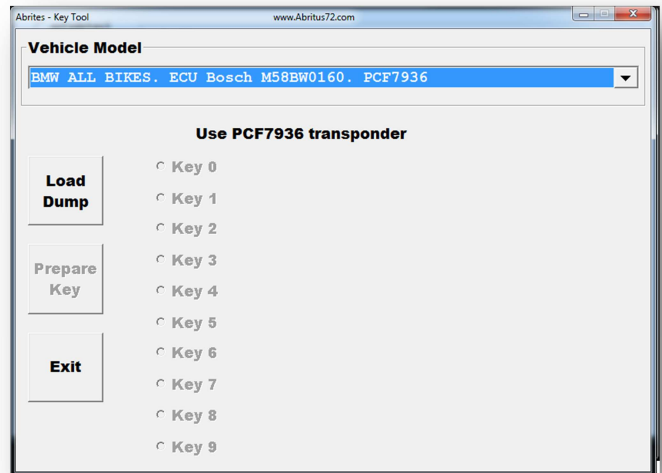 Abrites - Key Tool
www.Abritus72.com
Vehicle Model
BMW ALL BIKES. ECU Bosch M58BW0160. PCF7936
Use PCF7936 transponder
Load
Dump
Prepare
Key
Exit
Key 0
Key 1
Key 2
Key 3
Key 4
Key 5
Key 6
Key 7
Key 8
Key 9